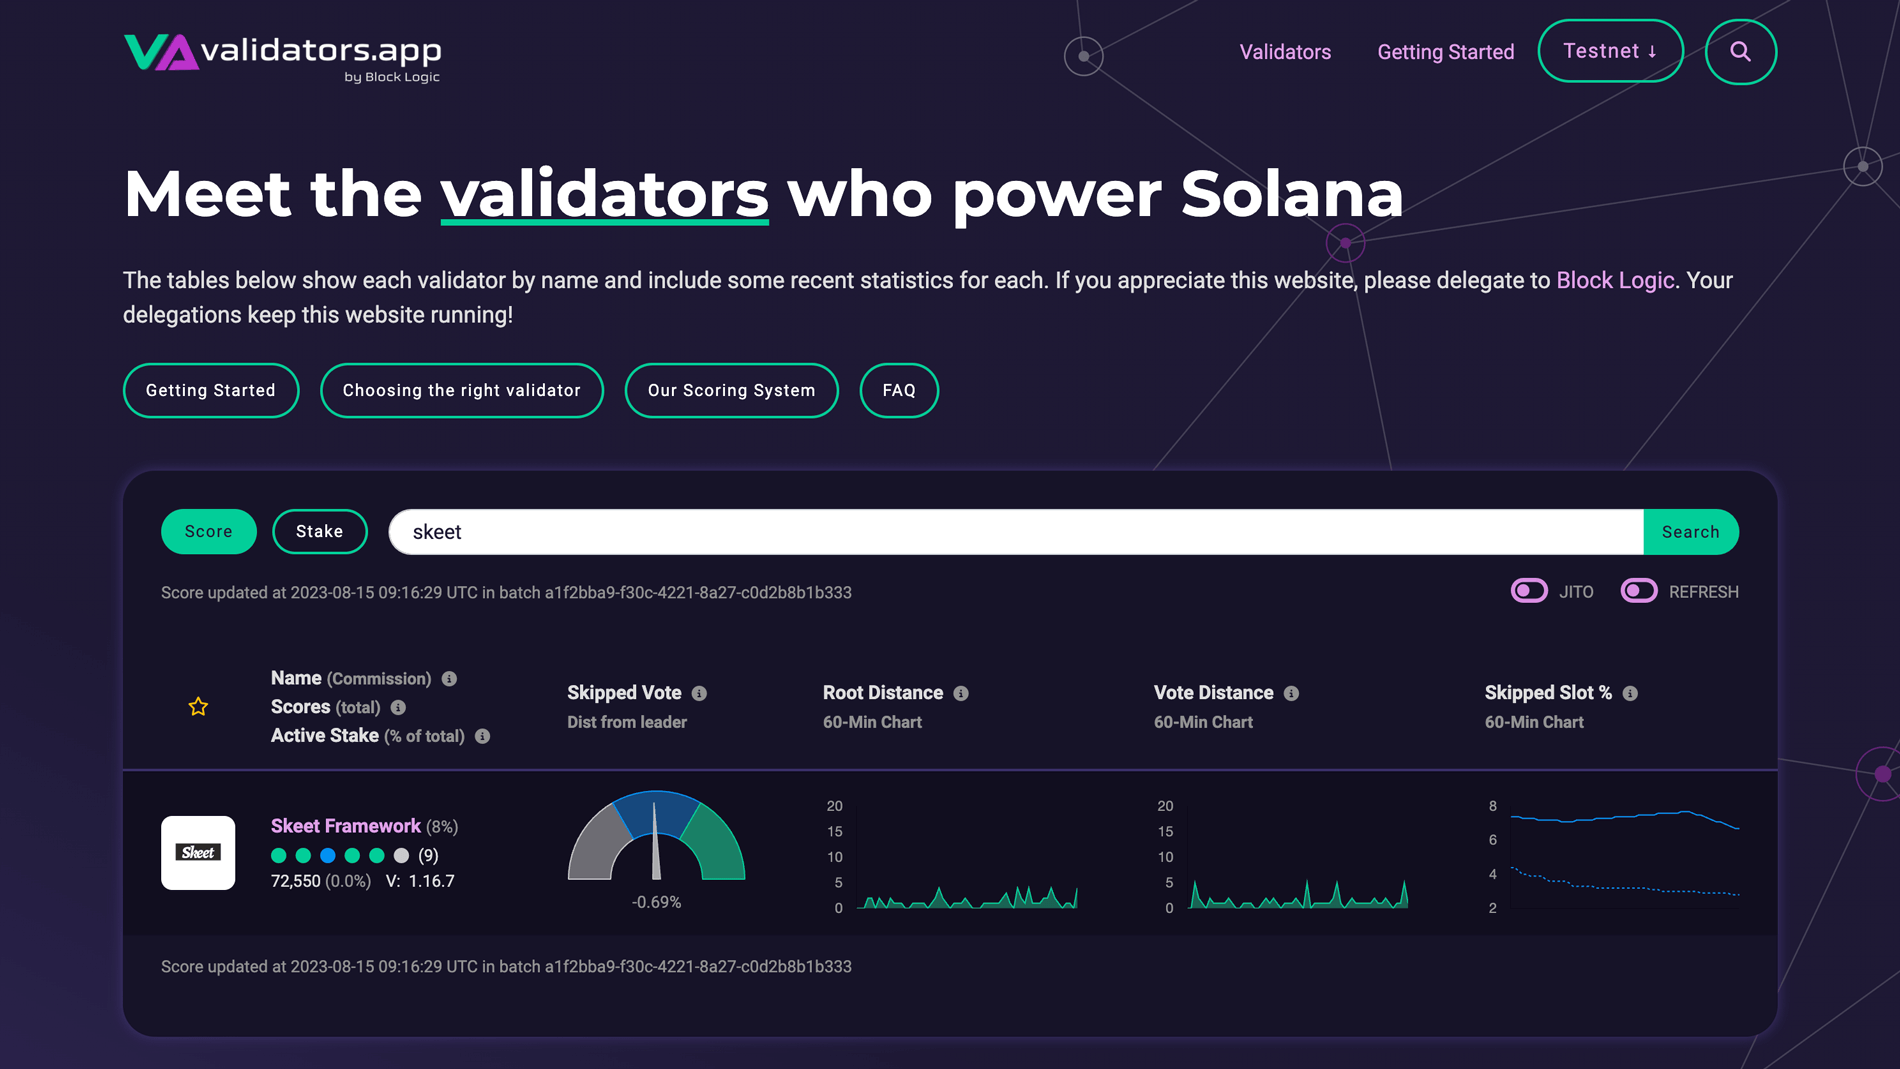 validators.app
by Block Logic
Validators
Getting Started
Testnet ↓
Meet the validators who power Solana
The tables below show each validator by name and include some recent statistics for each. If you appreciate this website, please delegate to Block Logic. Your
delegations keep this website running!
Getting Started
Choosing the right validator
Our Scoring System
FAQ
Score
Stake
skeet
Search
Score updated at 2023-08-15 09:16:29 UTC in batch a1f2bba9-f30c-4221-8a27-c0d2b8b1b333
JITO
REFRESH
Name (Commission)
Scores (total)
Active Stake (% of total)
Skipped Vote
Dist from leader
Root Distance
60-Min Chart
Vote Distance
60-Min Chart
Skipped Slot %
60-Min Chart
Skeet
Skeet Framework (8%)
(9)
72,550 (0.0%) V: 1.16.7
-0.69%
20
15
10
5
0
20
15
10
5
0
8
6
4
2
Score updated at 2023-08-15 09:16:29 UTC in batch a1f2bba9-f30c-4221-8a27-c0d2b8b1b333